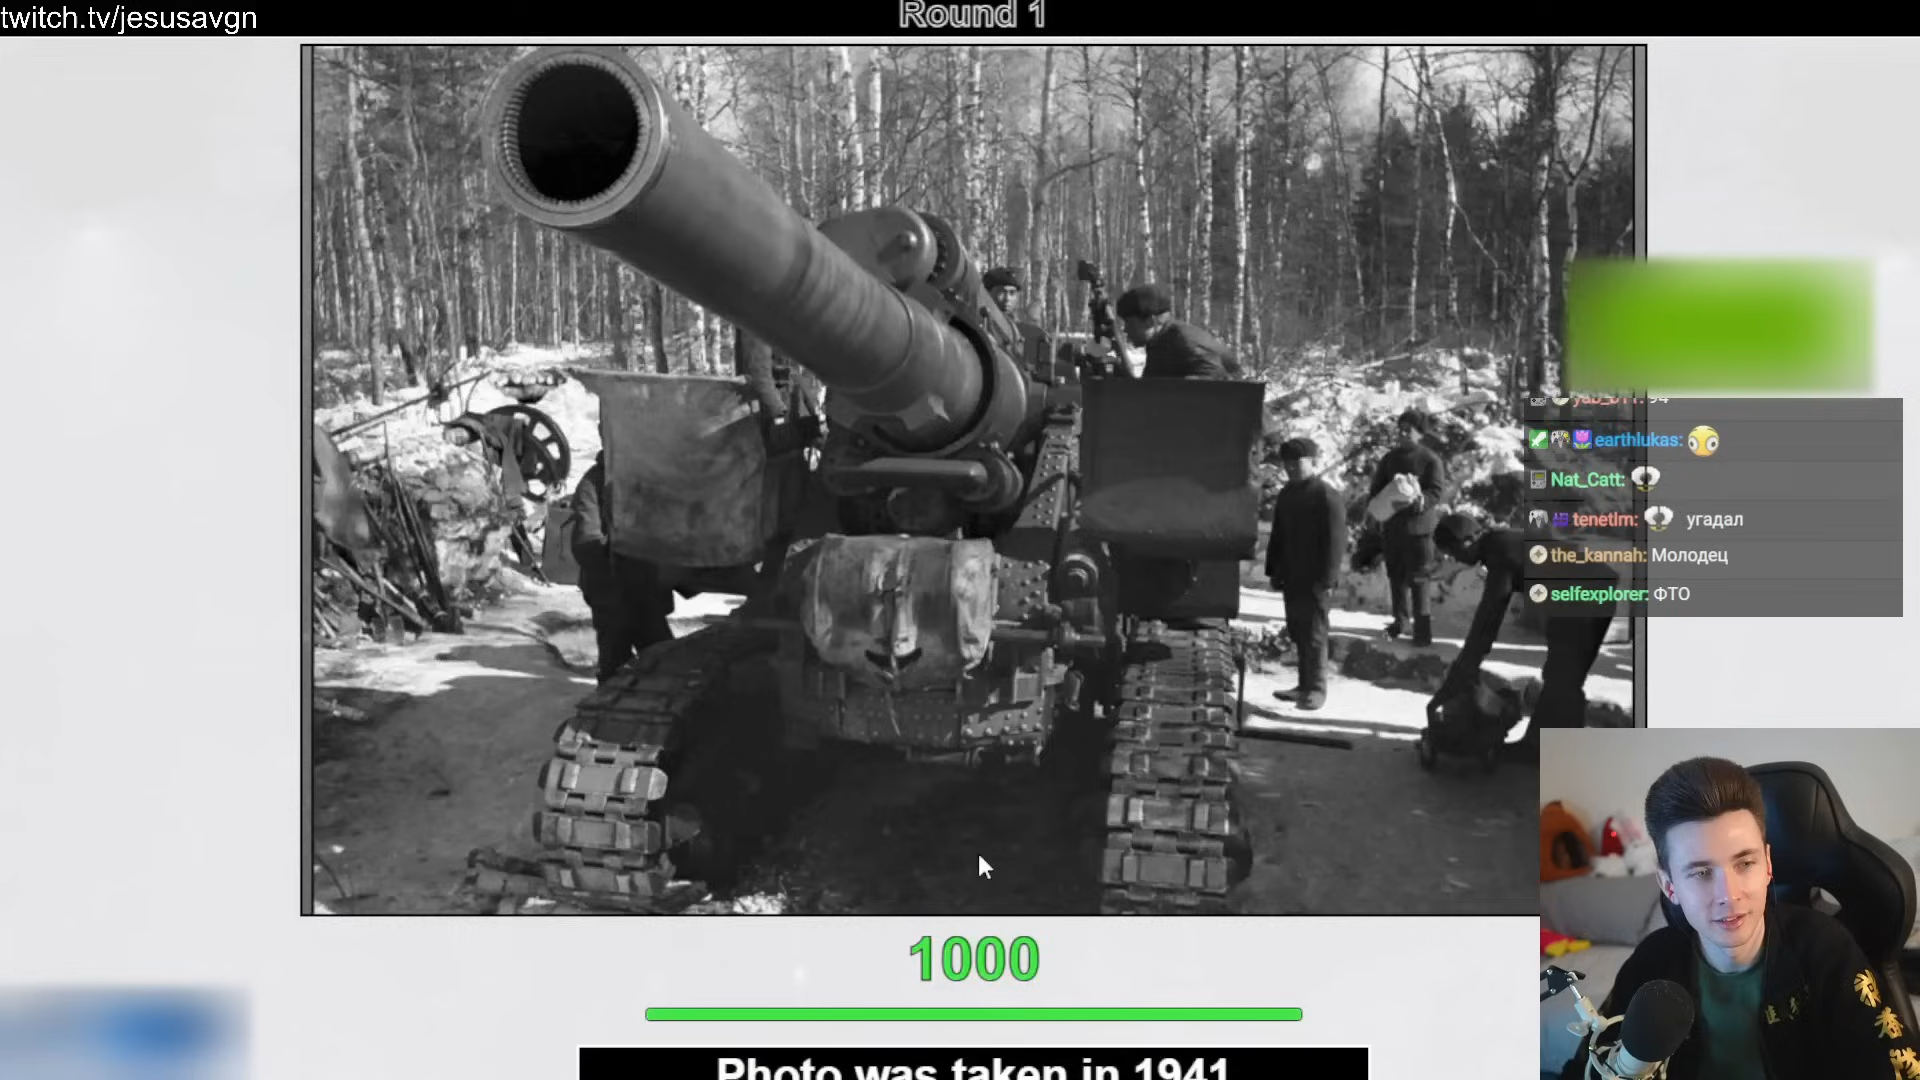 twitch.tv/jesusavgn
Round 1
earthlukas:
Nat_Catt:
tenetlm: угадал
the_kannah: Молодец
selfexplorer: ФТО
1000
Photo was taken in 1941